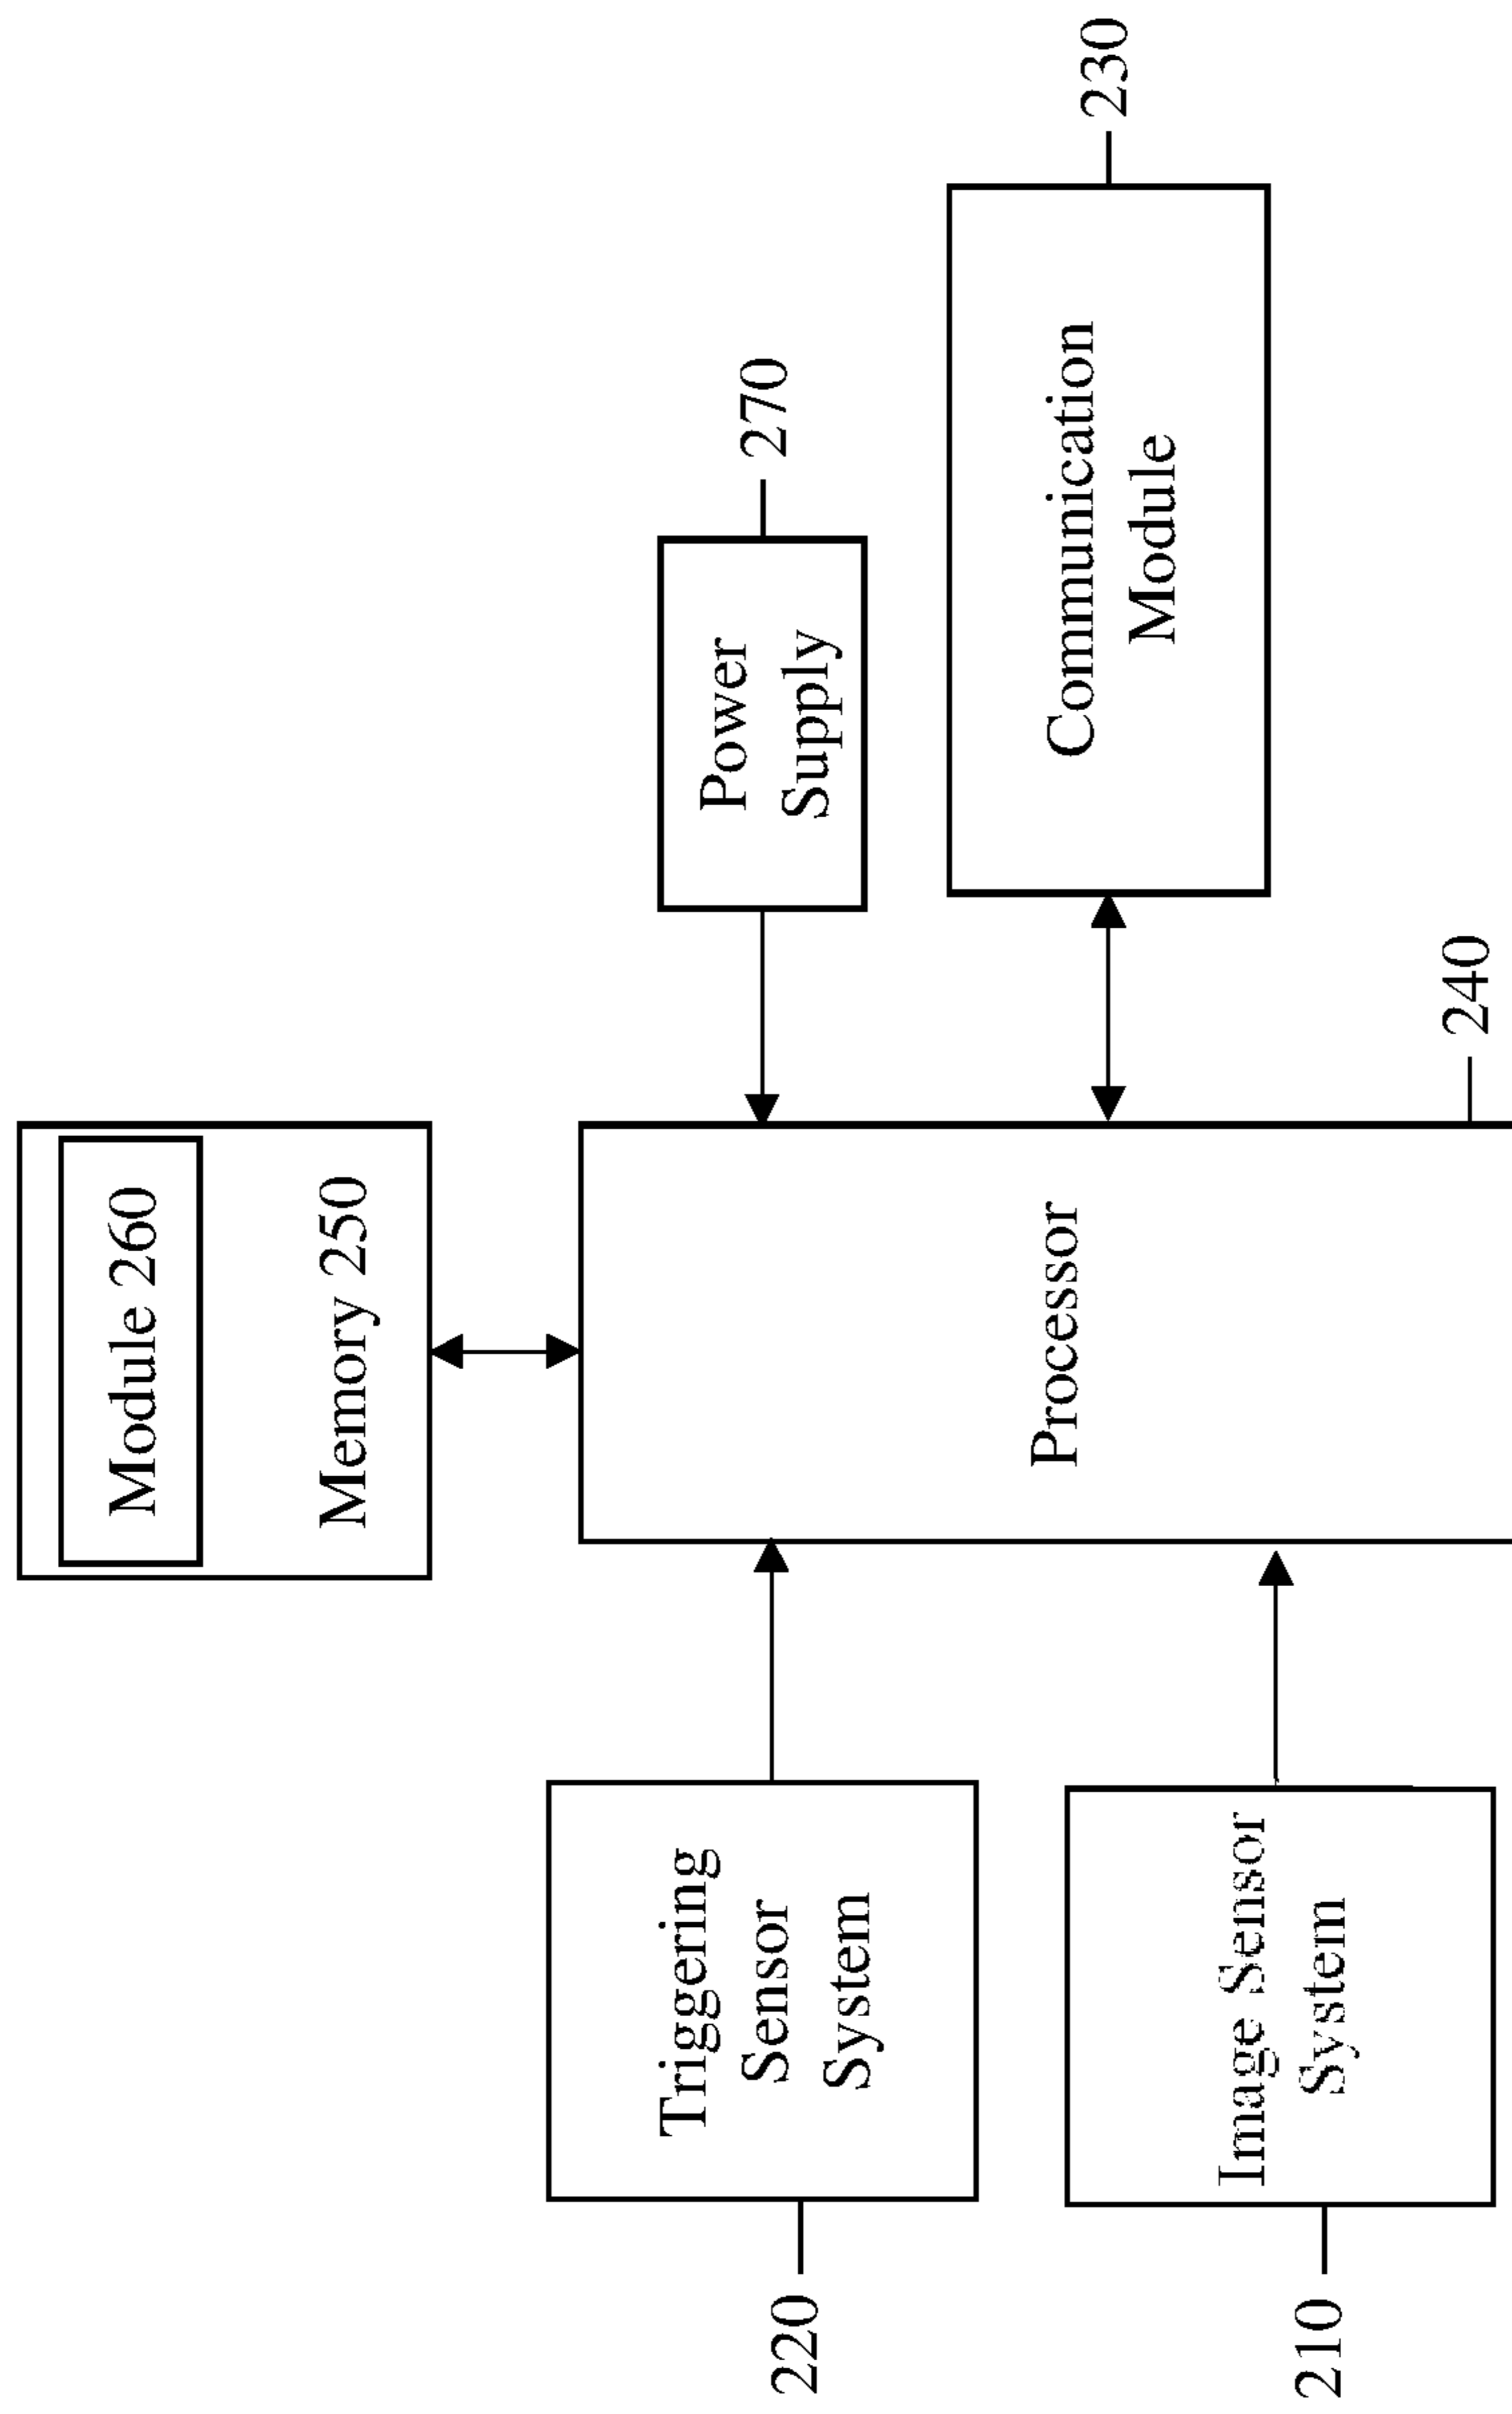 Module 260
Memory 250
Power
Supply
270
Triggering
Sensor
System
220
Processor
Communication
Module
230
Image Sensor
System
210
240